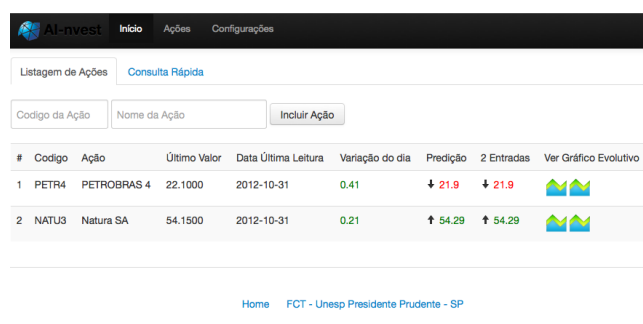 AI-nvest Início Ações Configurações
Listagem de Ações Consulta Rápida
Codigo da Ação Nome da Ação Incluir Ação
# Codigo Ação Último Valor Data Última Leitura Variação do dia Predição 2 Entradas Ver Gráfico Evolutivo
1 PETR4 PETROBRAS 4 22.1000 2012-10-31 0.41 21.9 21.9
2 NATU3 Natura SA 54.1500 2012-10-31 0.21 54.29 54.29
Home FCT - Unesp Presidente Prudente - SP